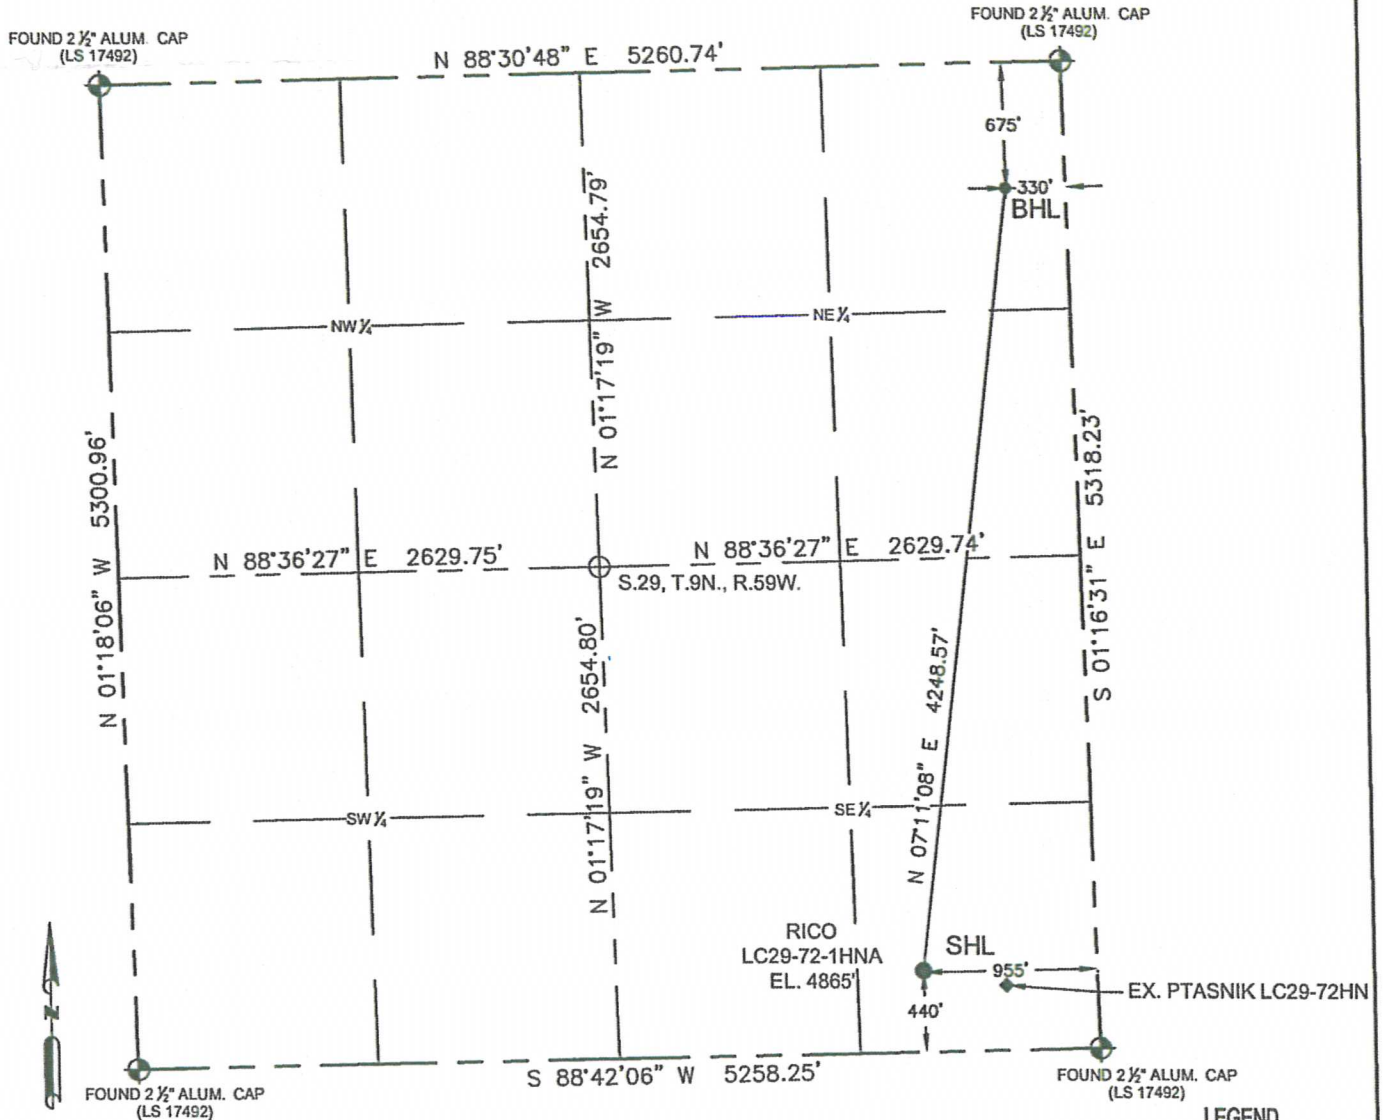 FOUND 2 ½" ALUM. CAP
(LS 17492)
FOUND 2 ½" ALUM. CAP
(LS 17492)
N 88°30'48" E 5260.74'
675'
330'
BHL
N 01°17'19" W 2654.79'
NW ¼
NE ¼
N 01°18'06" W 5300.96'
S 01°16'31" E 5318.23'
N 88°36'27" E 2629.75'
N 88°36'27" E 2629.74'
S.29, T.9N., R.59W.
N 01°17'19" W 2654.80'
N 07°11'08" E 4248.57'
SW ¼
SE ¼
RICO
LC29-72-1HNA
EL. 4865'
SHL
955'
EX. PTASNIK LC29-72HN
440'
N
S 88°42'06" W 5258.25'
FOUND 2 ½" ALUM. CAP
(LS 17492)
FOUND 2 ½" ALUM. CAP
(LS 17492)
LEGEND